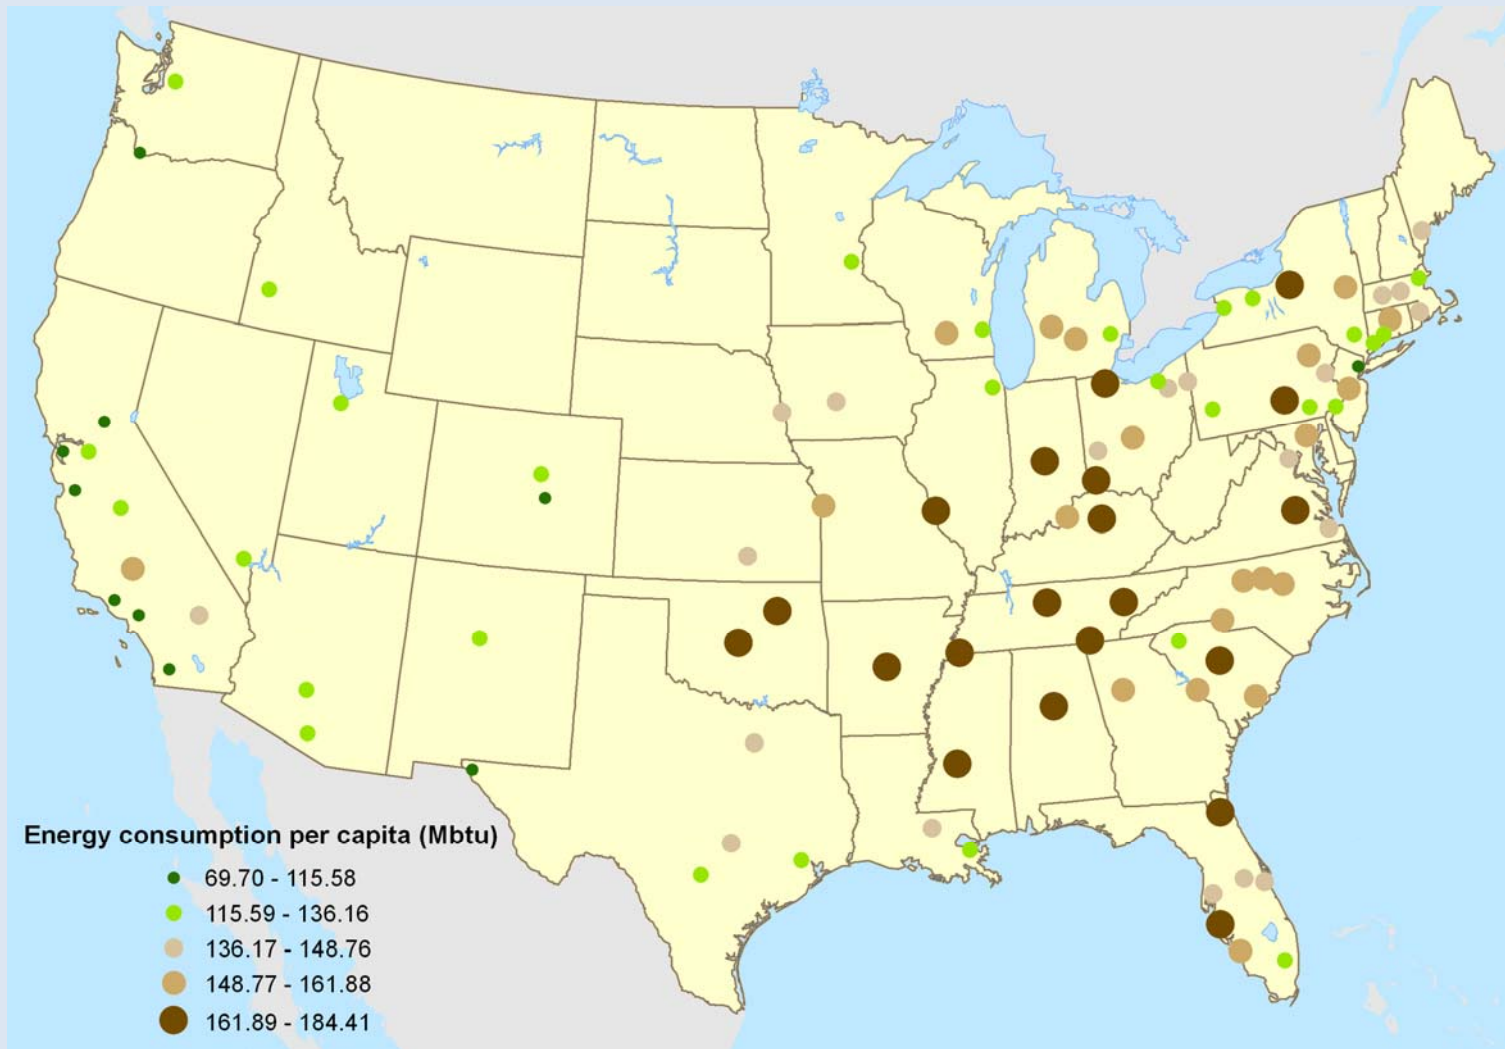 Energy consumption per capita (Mbtu)
69.70 - 115.58
115.59 - 136.16
136.17 - 148.76
148.77 - 161.88
161.89 - 184.41